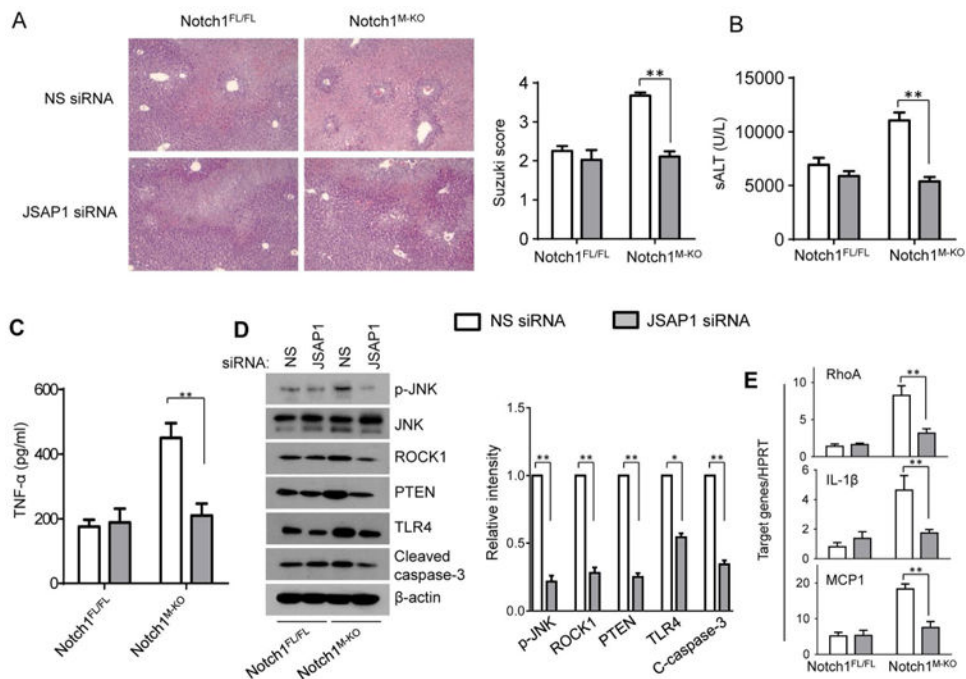 A
Notch1FL/FL
Notch1M-KO
NS siRNA
JSAP1 siRNA
Suzuki score
4
3
2
1
0
**
Notch1FL/FL
Notch1M-KO
B
sALT (U/L)
15000
10000
5000
0
**
Notch1FL/FL
Notch1M-KO
NS siRNA
JSAP1 siRNA
C
TNF-α (pg/ml)
600
400
200
0
**
Notch1FL/FL
Notch1M-KO
D
siRNA:
NS
JSAP1
NS
JSAP1
p-JNK
JNK
ROCK1
PTEN
TLR4
Cleaved
caspase-3
β-actin
Notch1FL/FL
Notch1M-KO
Relative intensity
1.5
1.0
0.5
0.0
**
**
**
*
**
p-JNK
ROCK1
PTEN
TLR4
C-caspase-3
E
Target genes/HPRT
RhoA
10
5
0
**
IL-1β
6
4
2
0
**
MCP1
20
10
0
**
Notch1FL/FL
Notch1M-KO